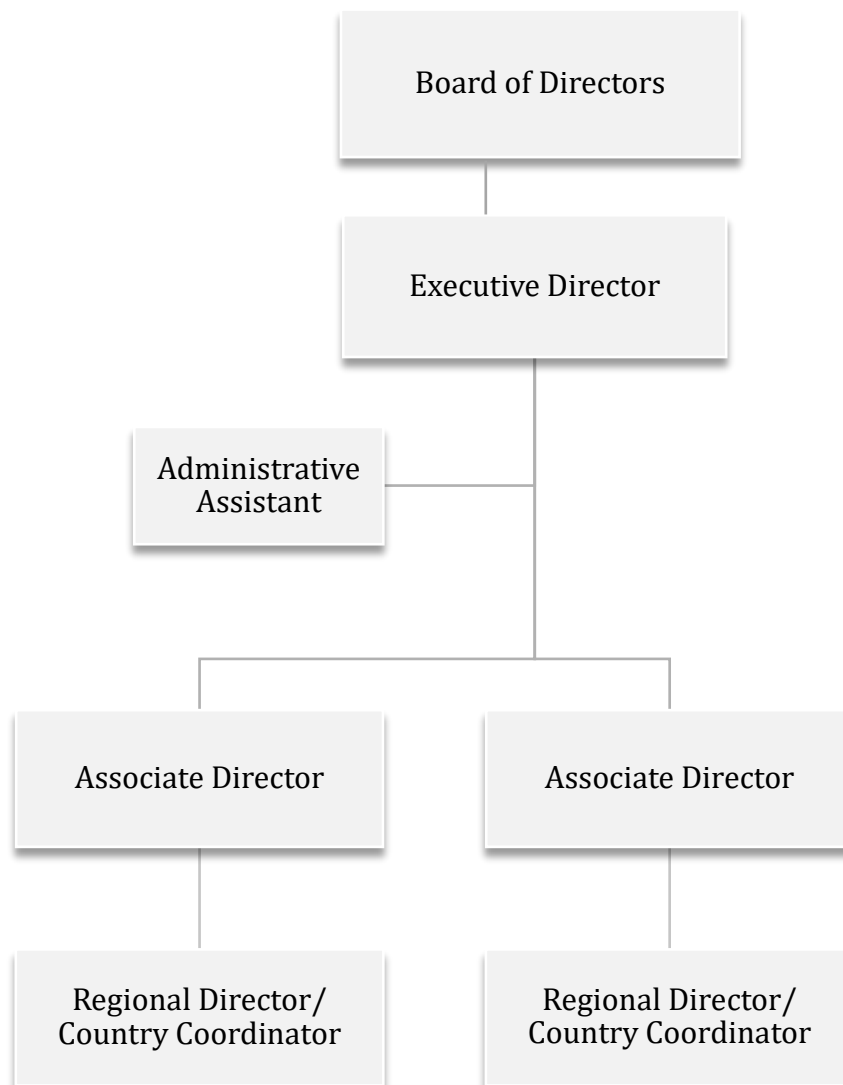 Board of Directors
Executive Director
Administrative
Assistant
Associate Director
Associate Director
Regional Director/
Country Coordinator
Regional Director/
Country Coordinator